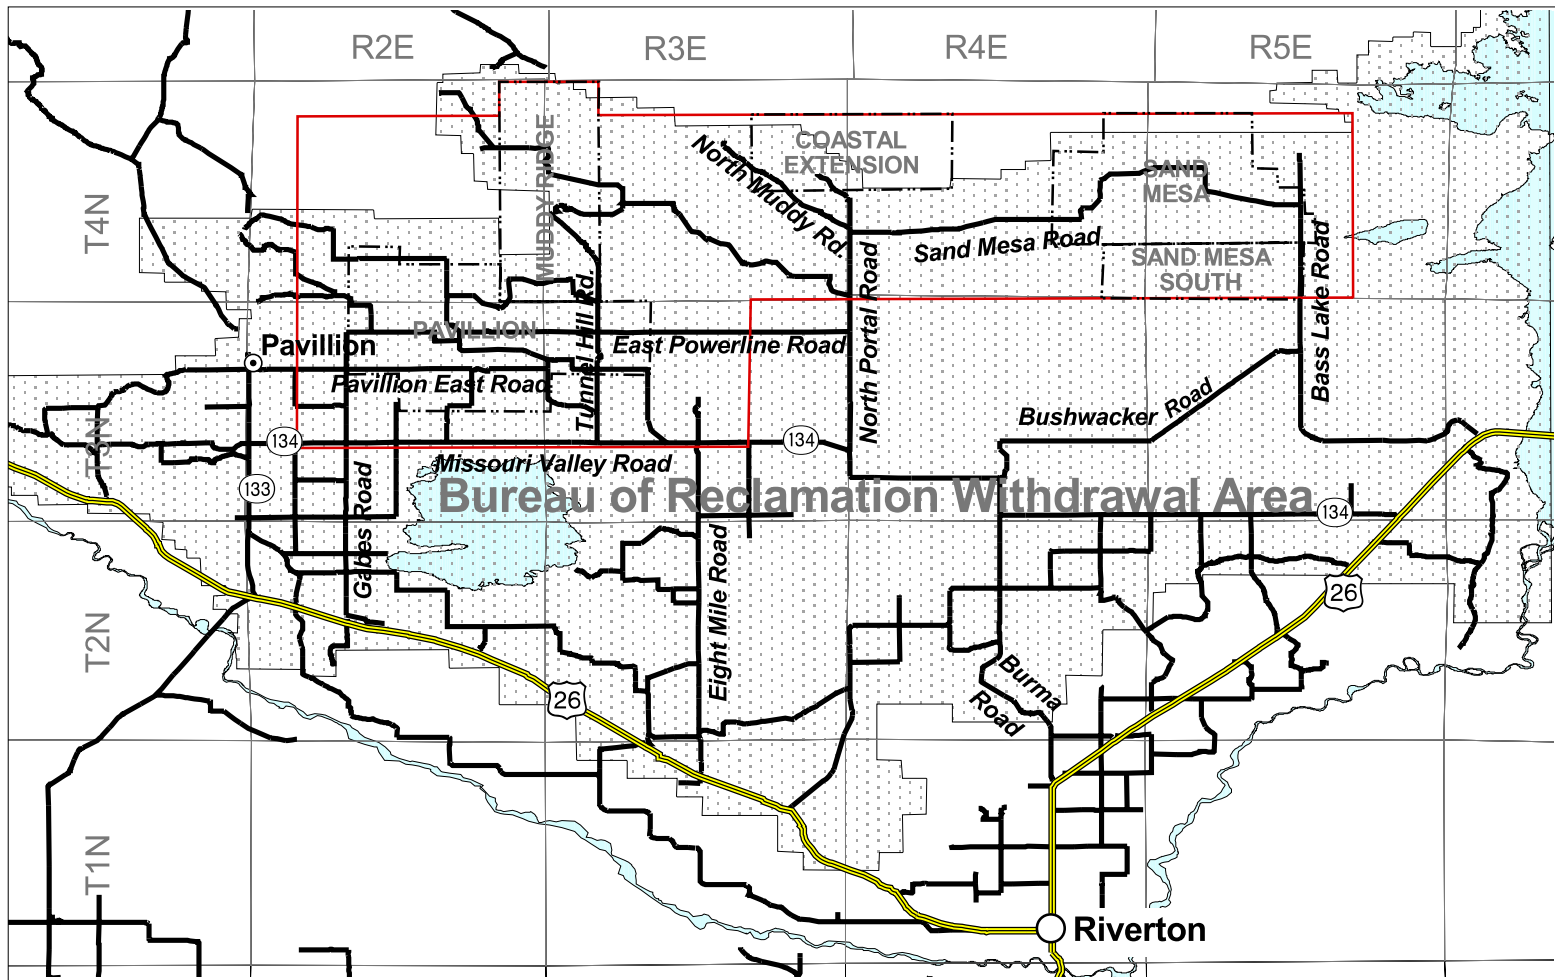 R2E
R3E
R4E
R5E
T4N
T3N
T2N
T1N
MUDDY RIDGE
COASTAL
EXTENSION
North Muddy Rd.
SAND
MESA
Sand Mesa Road
SAND MESA
SOUTH
Bass Lake Road
North Portal Road
Tunnel Hill Rd.
PAVILLION
Pavillion
East Powerline Road
Pavillion East Road
Bushwacker Road
134
134
Missouri Valley Road
133
Gabes Road
Bureau of Reclamation Withdrawal Area
134
Eight Mile Road
26
Burma
Road
26
Riverton